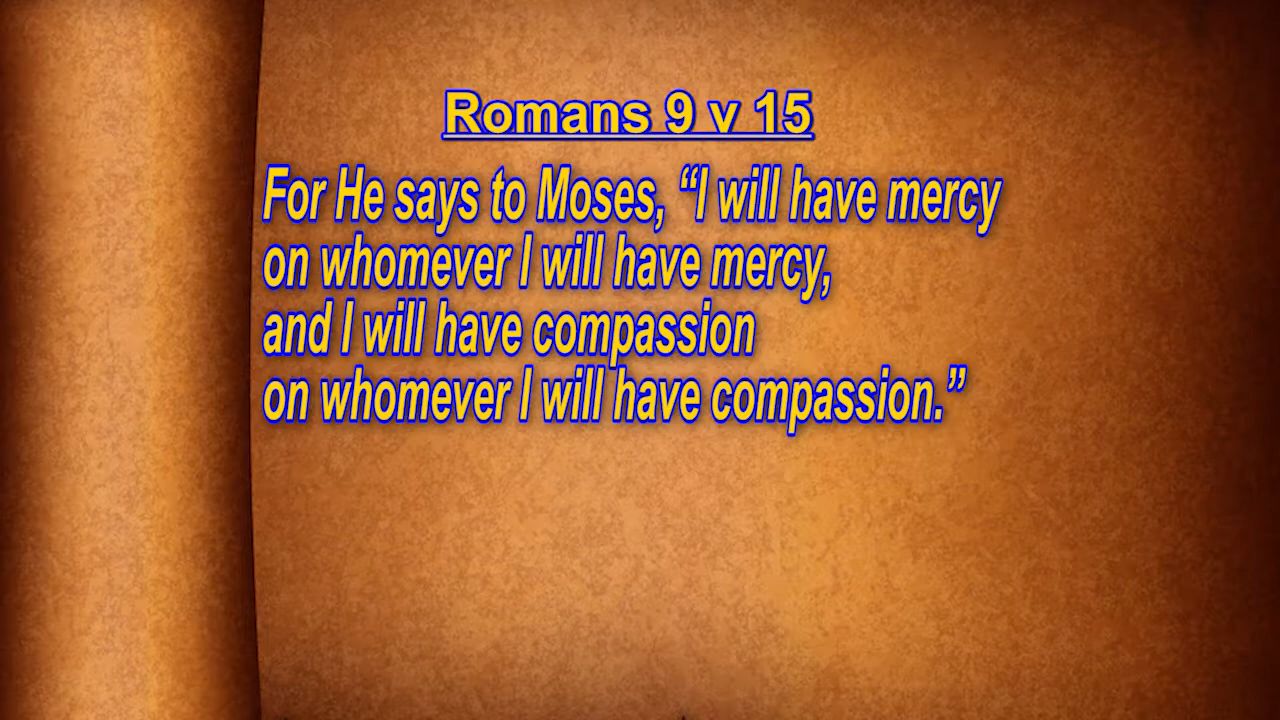 Romans 9 v 15
For He says to Moses, “I will have mercy
on whomever I will have mercy,
and I will have compassion
on whomever I will have compassion.”